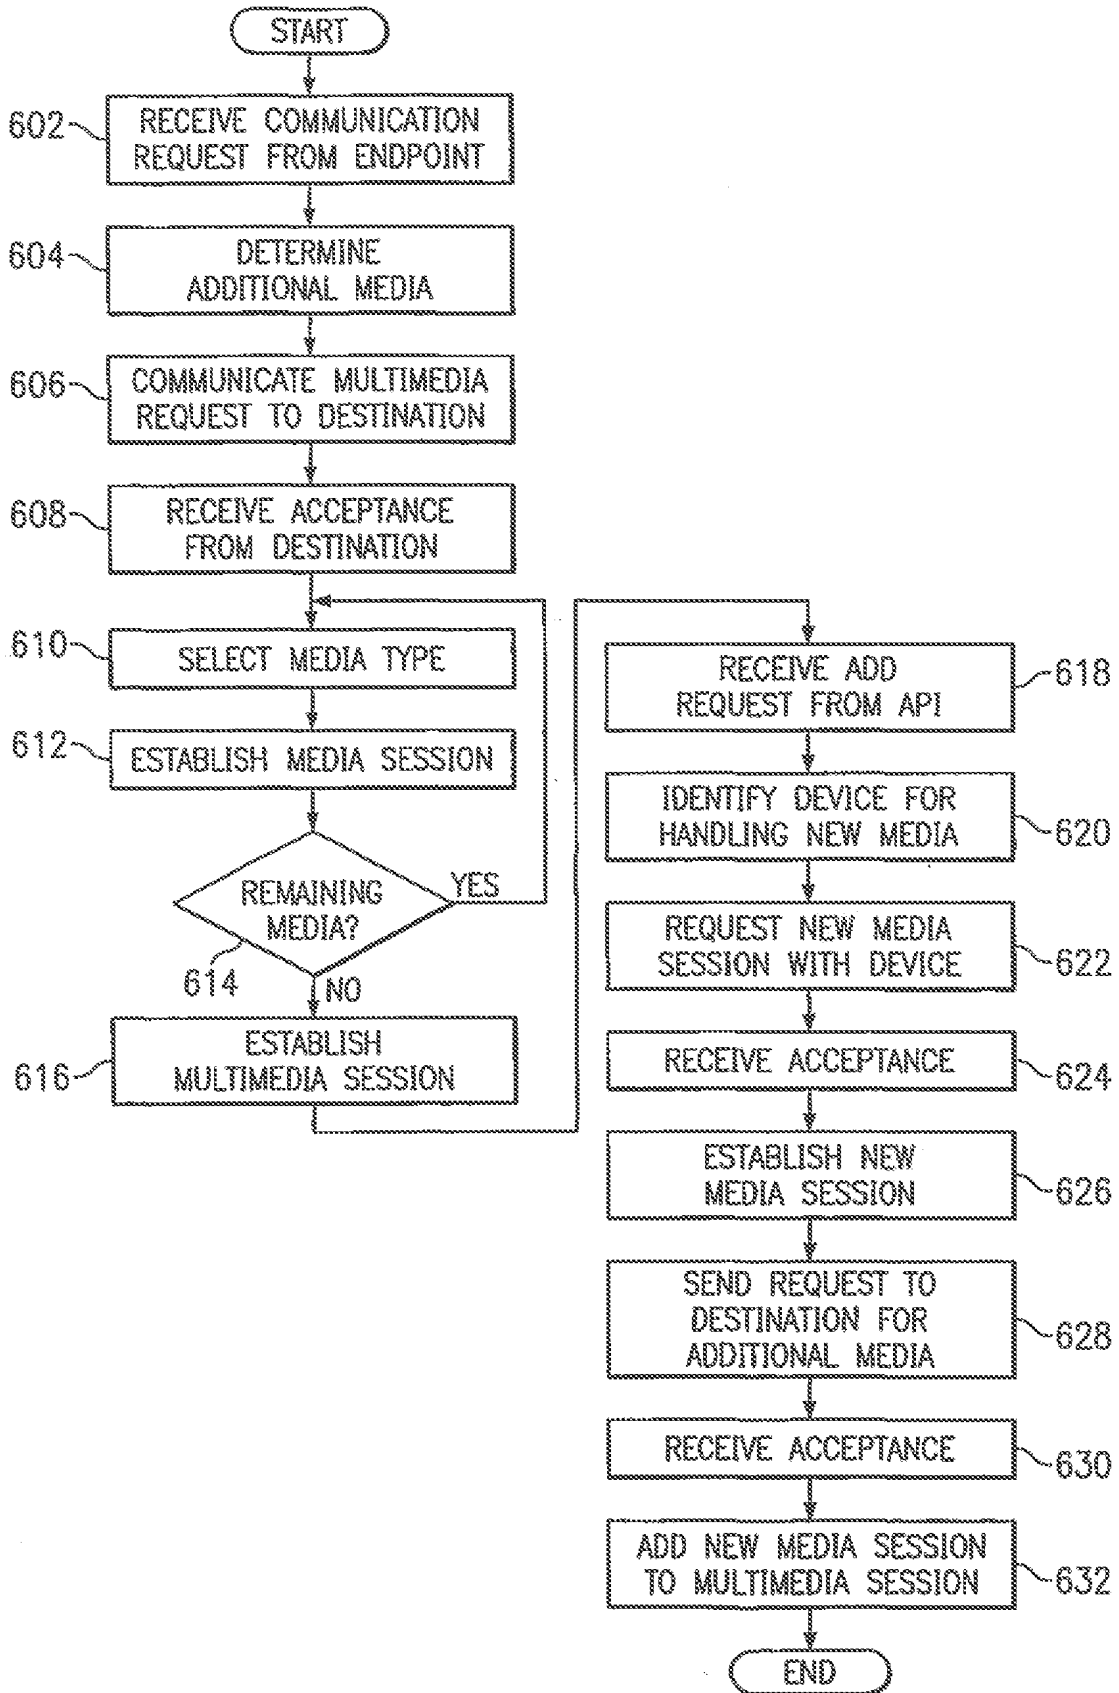 START
602
RECEIVE COMMUNICATION
REQUEST FROM ENDPOINT
604
DETERMINE
ADDITIONAL MEDIA
606
COMMUNICATE MULTIMEDIA
REQUEST TO DESTINATION
608
RECEIVE ACCEPTANCE
FROM DESTINATION
610
SELECT MEDIA TYPE
612
ESTABLISH MEDIA SESSION
REMAINING
MEDIA?
YES
614
NO
616
ESTABLISH
MULTIMEDIA SESSION
RECEIVE ADD
REQUEST FROM API
618
IDENTIFY DEVICE FOR
HANDLING NEW MEDIA
620
REQUEST NEW MEDIA
SESSION WITH DEVICE
622
RECEIVE ACCEPTANCE
624
ESTABLISH NEW
MEDIA SESSION
626
SEND REQUEST TO
DESTINATION FOR
ADDITIONAL MEDIA
628
RECEIVE ACCEPTANCE
630
ADD NEW MEDIA SESSION
TO MULTIMEDIA SESSION
632
END